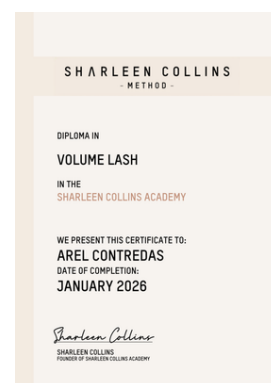 SHARLEEN COLLINS
- METHOD -
DIPLOMA IN
VOLUME LASH
IN THE
SHARLEEN COLLINS ACADEMY
WE PRESENT THIS CERTIFICATE TO:
AREL CONTREDAS
DATE OF COMPLETION:
JANUARY 2026
Sharleen Collins
SHARLEEN COLLINS
FOUNDER OF SHARLEEN COLLINS ACADEMY